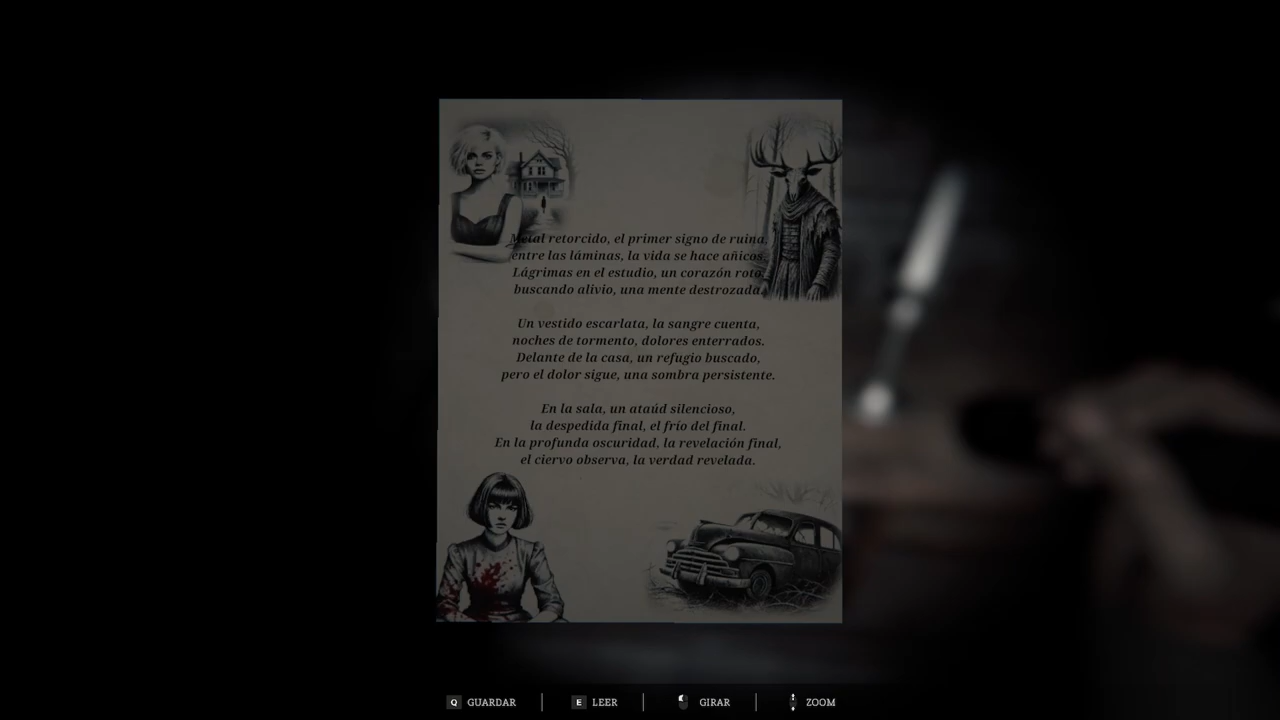 Metal retorcido, el primer signo de ruina,
entre las láminas, la vida se hace añicos.
Lágrimas en el estudio, un corazón roto,
buscando alivio, una mente destrozada.
Un vestido escarlata, la sangre cuenta,
noches de tormento, dolores enterrados.
Delante de la casa, un refugio buscado,
pero el dolor sigue, una sombra persistente.
En la sala, un ataúd silencioso,
la despedida final, el frío del final.
En la profunda oscuridad, la revelación final,
el ciervo observa, la verdad revelada.
Q GUARDAR E LEER GIRAR ZOOM